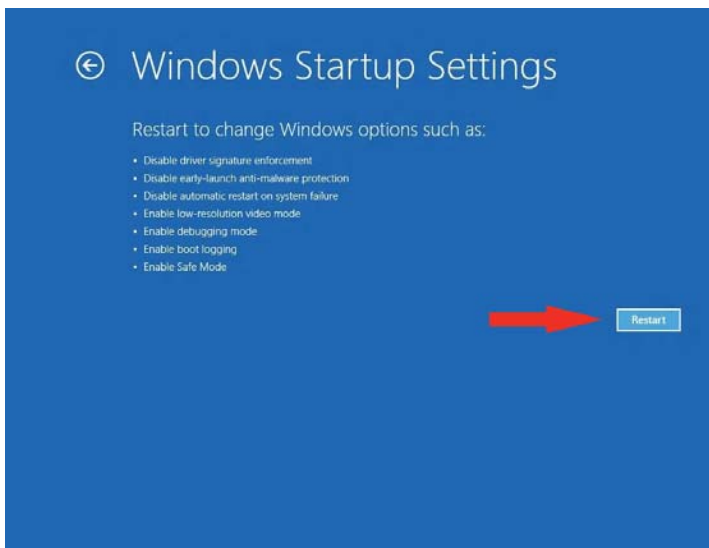 Windows Startup Settings
Restart to change Windows options such as:
• Disable driver signature enforcement
• Disable early-launch anti-malware protection
• Disable automatic restart on system failure
• Enable low-resolution video mode
• Enable debugging mode
• Enable boot logging
• Enable Safe Mode
Restart